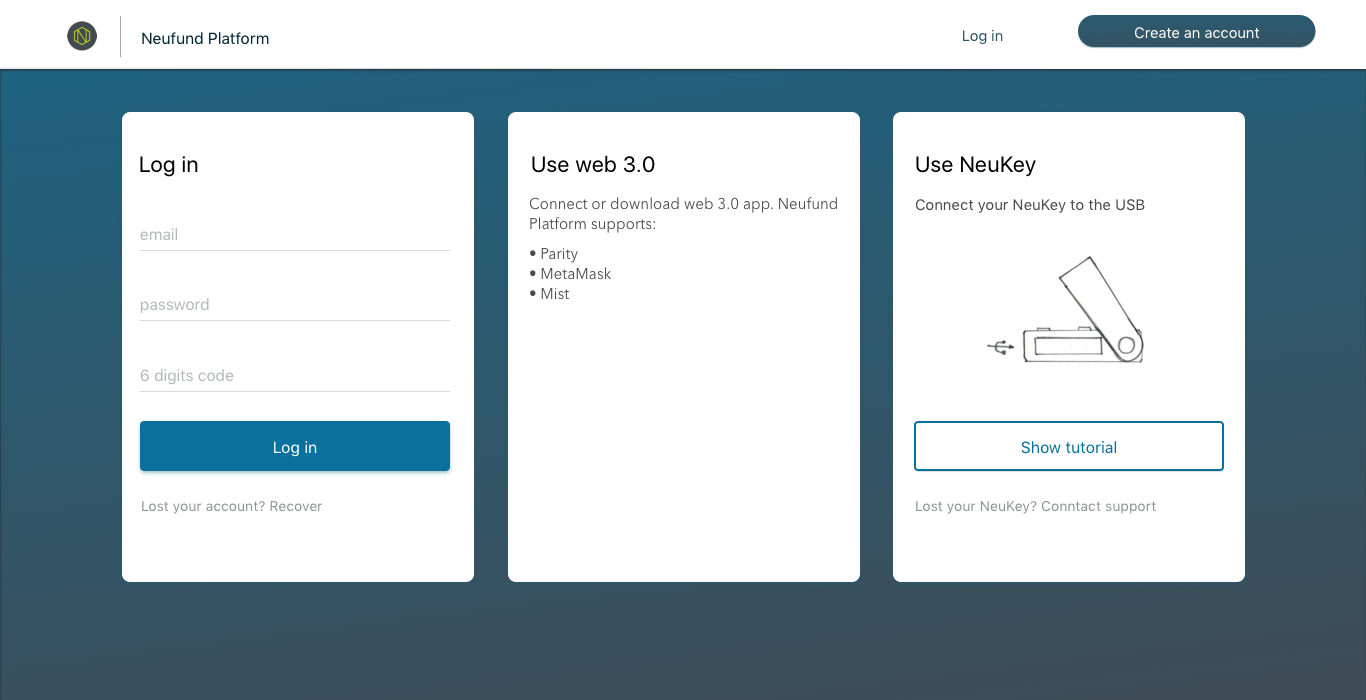 Neufund Platform
Log in
Create an account
Log in
email
password
6 digits code
Log in
Lost your account? Recover
Use web 3.0
Connect or download web 3.0 app. Neufund
Platform supports:
• Parity
• MetaMask
• Mist
Use NeuKey
Connect your NeuKey to the USB
Show tutorial
Lost your NeuKey? Conntact support